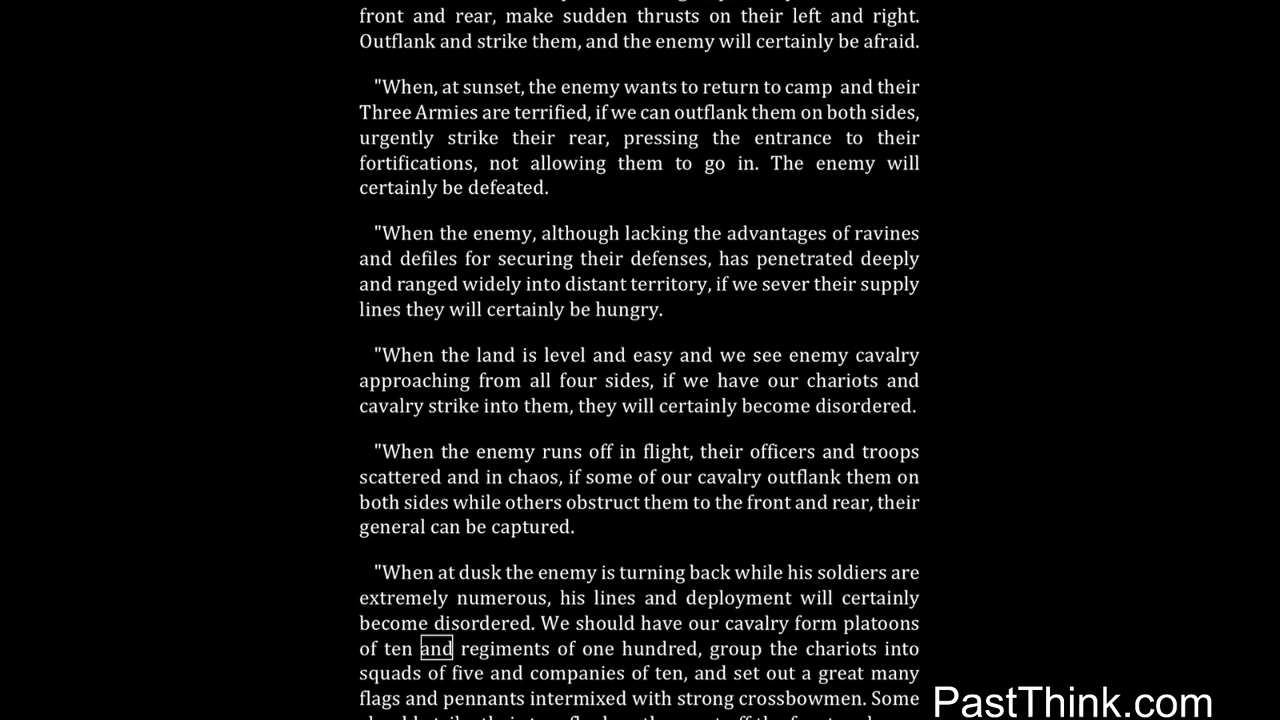 front and rear, make sudden thrusts on their left and right.
Outflank and strike them, and the enemy will certainly be afraid.
"When, at sunset, the enemy wants to return to camp and their
Three Armies are terrified, if we can outflank them on both sides,
urgently strike their rear, pressing the entrance to their
fortifications, not allowing them to go in. The enemy will
certainly be defeated.
"When the enemy, although lacking the advantages of ravines
and defiles for securing their defenses, has penetrated deeply
and ranged widely into distant territory, if we sever their supply
lines they will certainly be hungry.
"When the land is level and easy and we see enemy cavalry
approaching from all four sides, if we have our chariots and
cavalry strike into them, they will certainly become disordered.
"When the enemy runs off in flight, their officers and troops
scattered and in chaos, if some of our cavalry outflank them on
both sides while others obstruct them to the front and rear, their
general can be captured.
"When at dusk the enemy is turning back while his soldiers are
extremely numerous, his lines and deployment will certainly
become disordered. We should have our cavalry form platoons
of ten and regiments of one hundred, group the chariots into
squads of five and companies of ten, and set out a great many
flags and pennants intermixed with strong crossbowmen. Some
PastThink.com